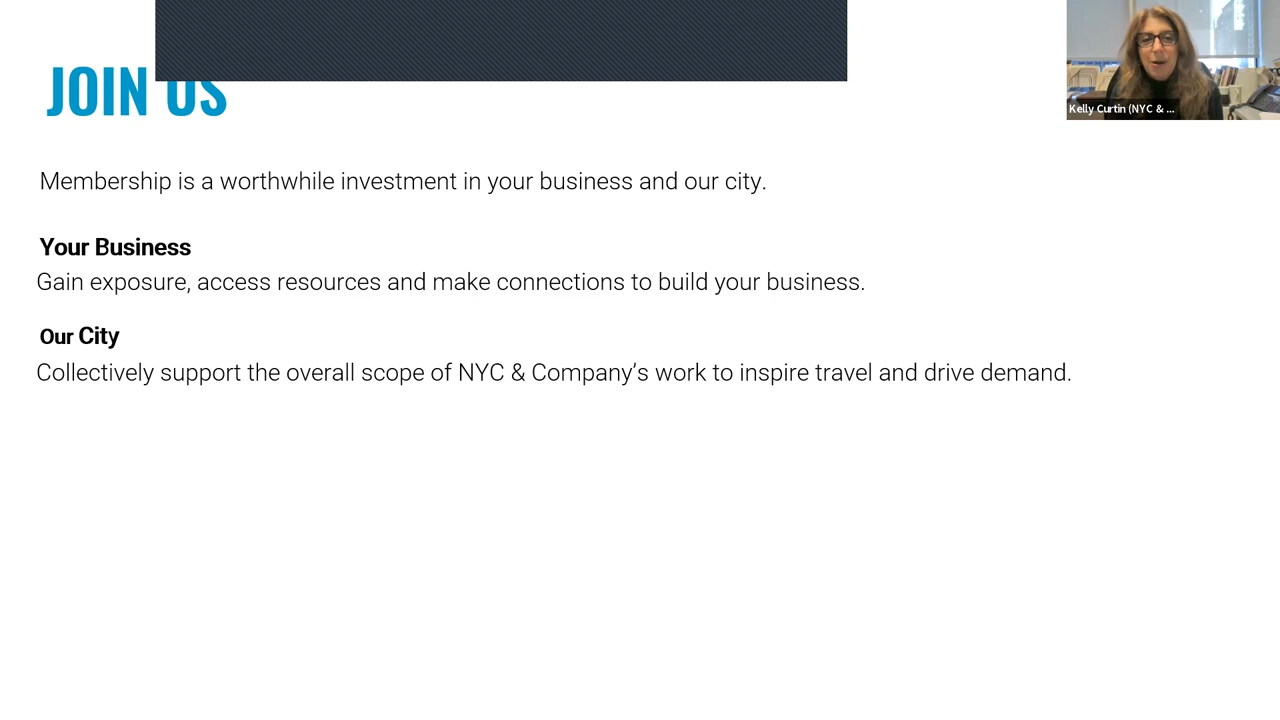 JOIN US
Kelly Curtin (NYC & ...
Membership is a worthwhile investment in your business and our city.
Your Business
Gain exposure, access resources and make connections to build your business.
Our City
Collectively support the overall scope of NYC & Company’s work to inspire travel and drive demand.